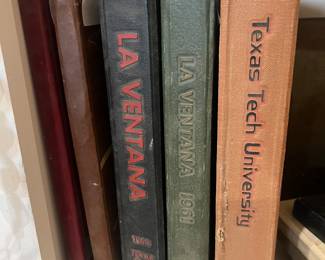 LA VENTANA
LA VENTANA 1961
Texas Tech University